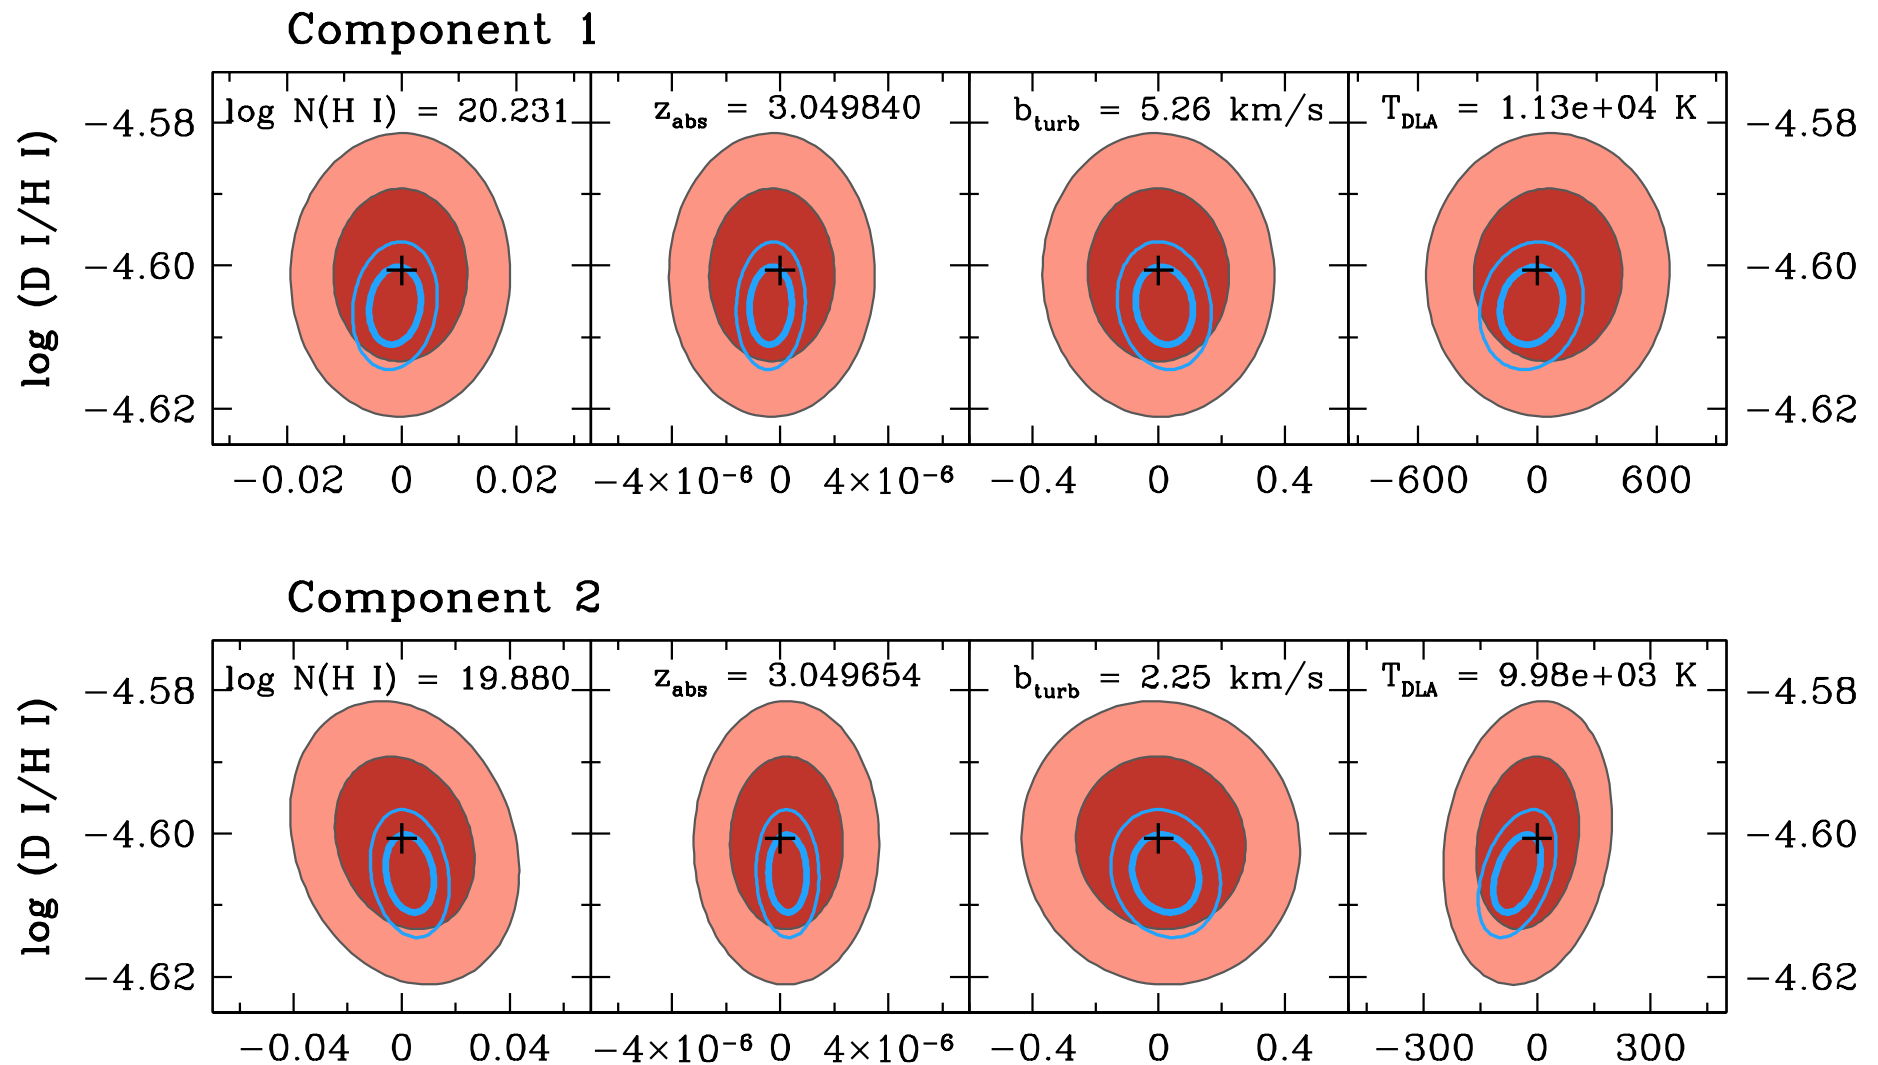 Component 1
log N(H I) = 20.231 z_abs = 3.049840 b_turb = 5.26 km/s T_DLA = 1.13e+04 K
−4.58 −4.58
−4.60 −4.60
−4.62 −4.62
log (D I/H I)
−0.02 0 0.02 −4×10⁻⁶ 0 4×10⁻⁶ −0.4 0 0.4 −600 0 600
Component 2
log N(H I) = 19.880 z_abs = 3.049654 b_turb = 2.25 km/s T_DLA = 9.98e+03 K
−4.58 −4.58
−4.60 −4.60
−4.62 −4.62
log (D I/H I)
−0.04 0 0.04 −4×10⁻⁶ 0 4×10⁻⁶ −0.4 0 0.4 −300 0 300